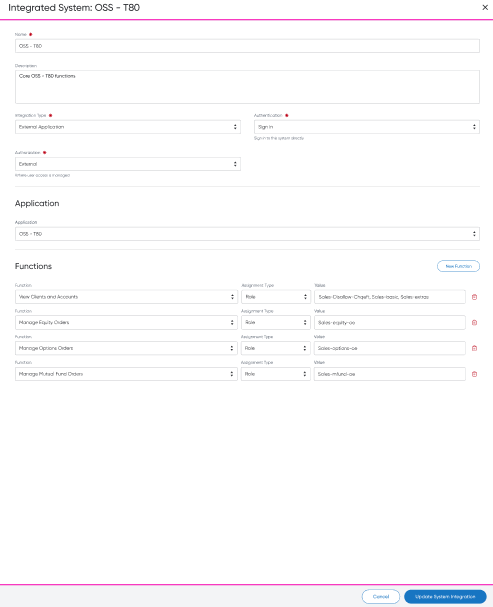 Integrated System: OSS - T80
Name
OSS - T80
Description
Core OSS - T80 functions
Integration Type
Authentication
External Application
Sign In
Sign in to the system directly
Authorization
External
Where user access is managed
Application
Application
OSS - T80
Functions
New Function
Function Assignment Type Value
View Clients and Accounts Role Sales-Disallow-Chqeft, Sales-basic, Sales-extras
Function Assignment Type Value
Manage Equity Orders Role Sales-equity-oe
Function Assignment Type Value
Manage Options Orders Role Sales-options-oe
Function Assignment Type Value
Manage Mutual Fund Orders Role Sales-mfund-oe
Cancel Update System Integration